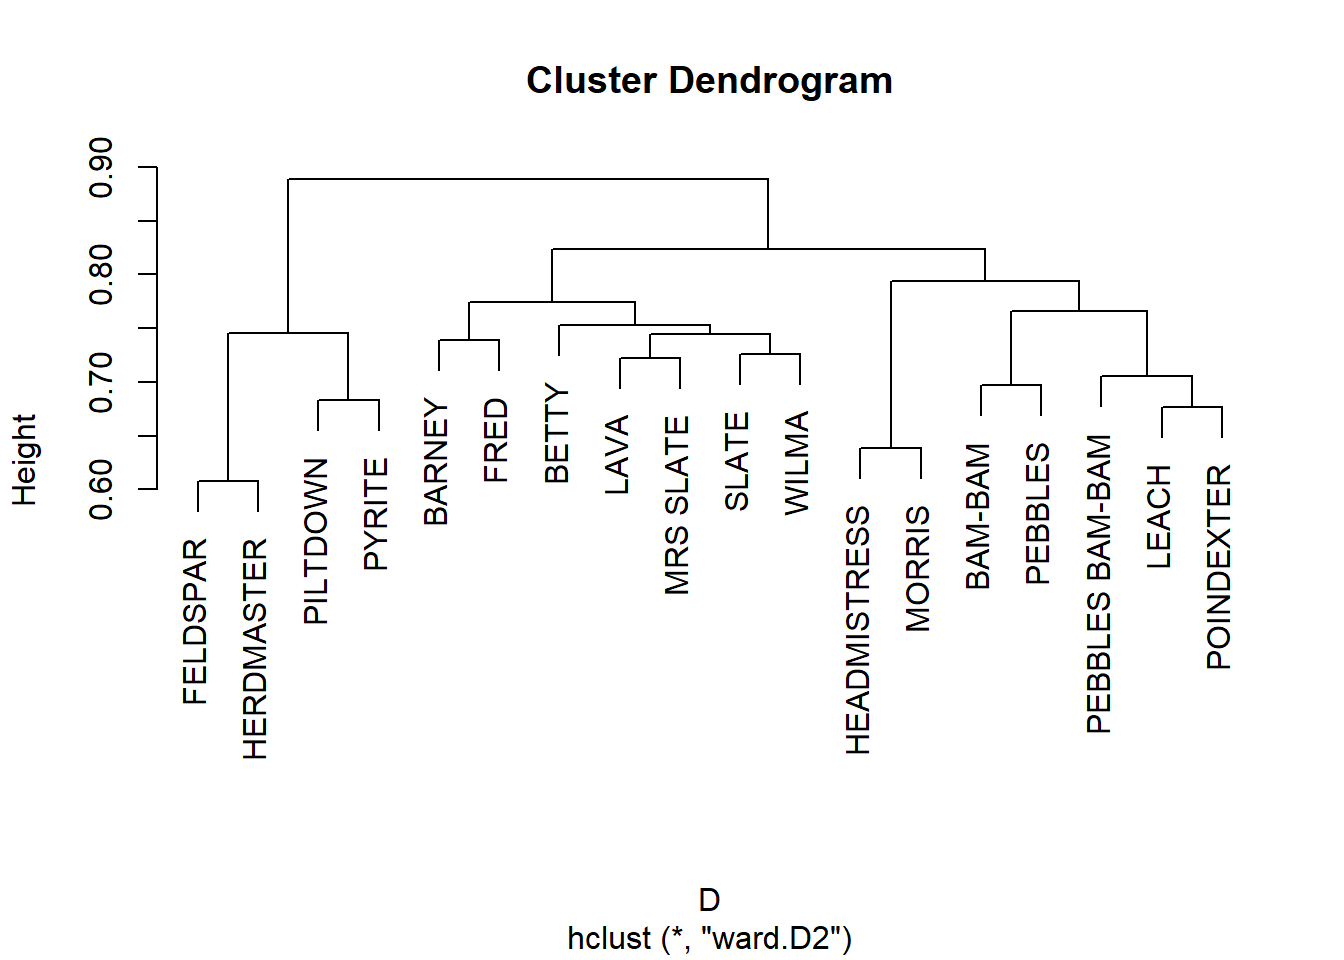 Cluster Dendrogram
Height
0.90
0.80
0.70
0.60
FELDSPAR
HERDMASTER
PILTDOWN
PYRITE
BARNEY
FRED
BETTY
LAVA
MRS SLATE
SLATE
WILMA
HEADMISTRESS
MORRIS
BAM-BAM
PEBBLES
PEBBLES BAM-BAM
LEACH
POINDEXTER
D
hclust (*, "ward.D2")